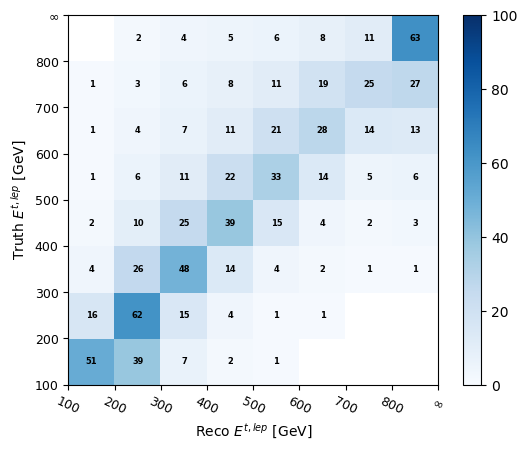 ∞
2 4 5 6 8 11 63
100
800
1 3 6 8 11 19 25 27
80
700
1 4 7 11 21 28 14 13
600
60
1 6 11 22 33 14 5 6
500
2 10 25 39 15 4 2 3
40
400
4 26 48 14 4 2 1 1
300
20
16 62 15 4 1 1
200
51 39 7 2 1
100
0
100 200 300 400 500 600 700 800 ∞
Truth E^{t,lep} [GeV]
Reco E^{t,lep} [GeV]